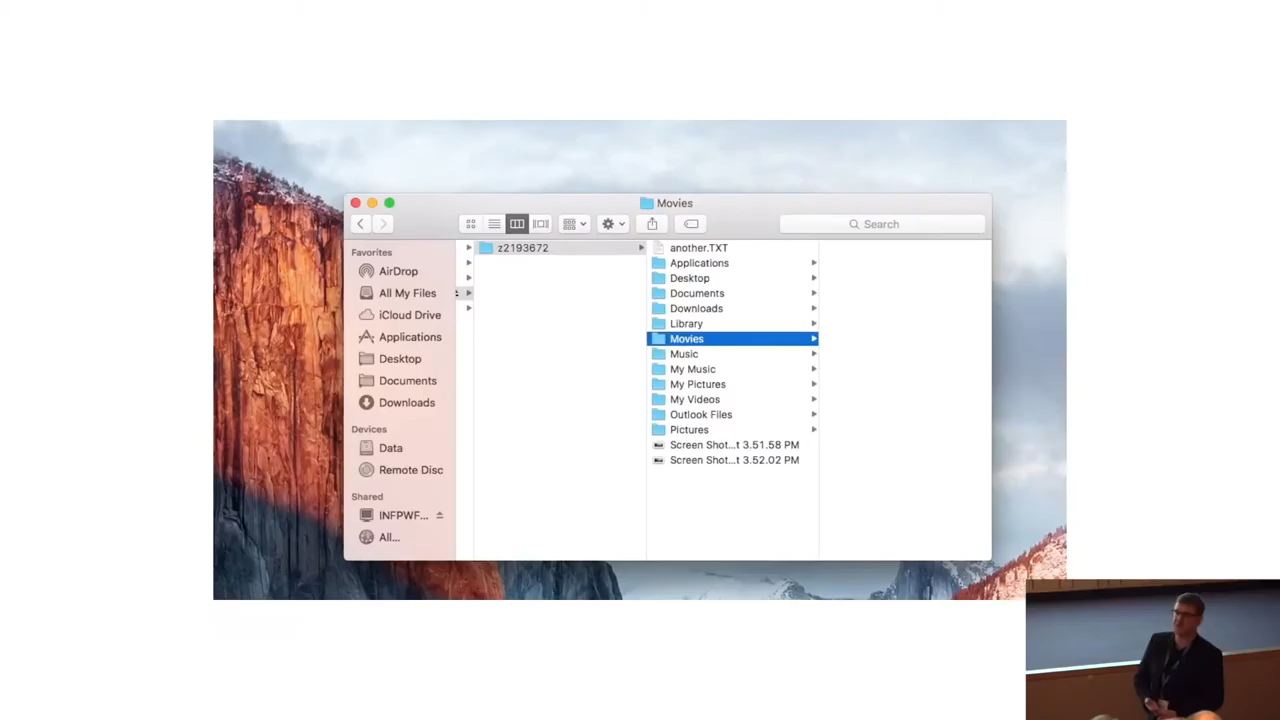 Movies
Search
Favorites
AirDrop
All My Files
iCloud Drive
Applications
Desktop
Documents
Downloads
Devices
Data
Remote Disc
Shared
INFPWF...
All...
z2193672
another.TXT
Applications
Desktop
Documents
Downloads
Library
Movies
Music
My Music
My Pictures
My Videos
Outlook Files
Pictures
Screen Shot...t 3.51.58 PM
Screen Shot...t 3.52.02 PM